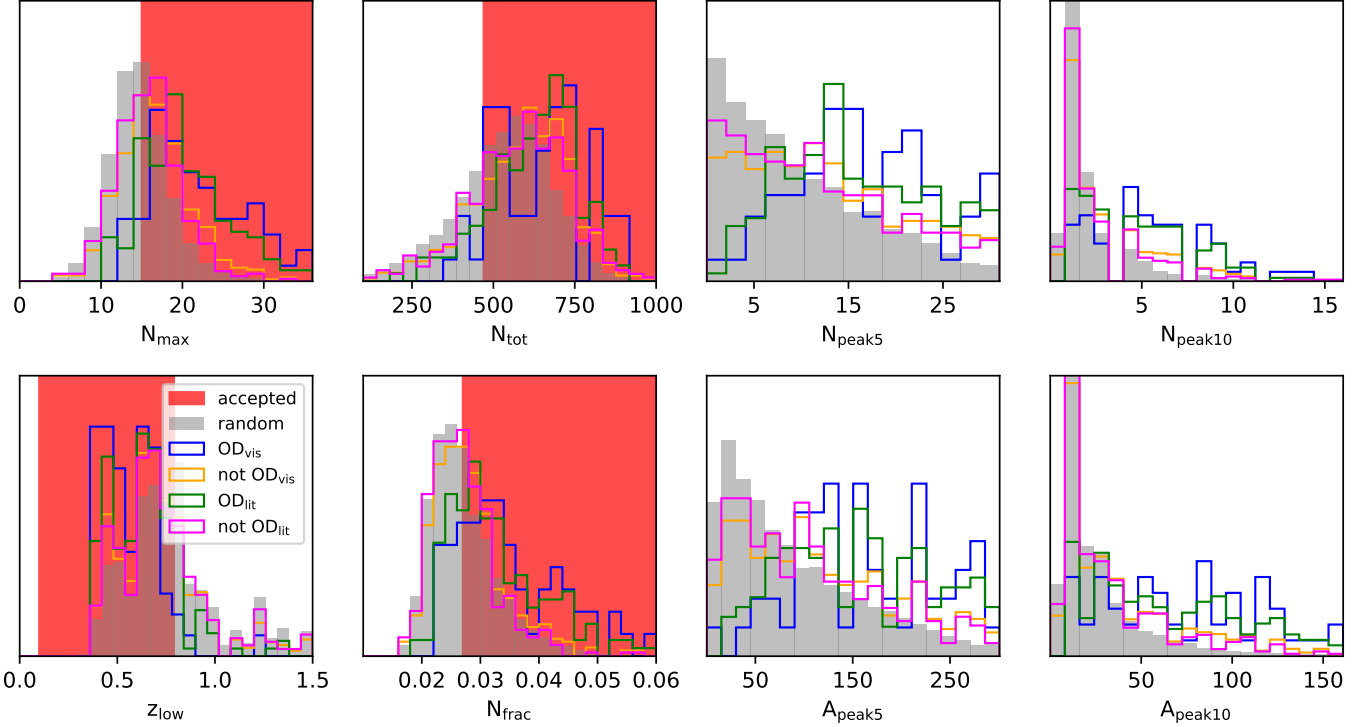 0 10 20 30
N_max
250 500 750 1000
N_tot
5 15 25
N_peak5
0 5 10 15
N_peak10
accepted
random
OD_vis
not OD_vis
OD_lit
not OD_lit
0.0 0.5 1.0 1.5
z_low
0.02 0.03 0.04 0.05 0.06
N_frac
50 150 250
A_peak5
50 100 150
A_peak10